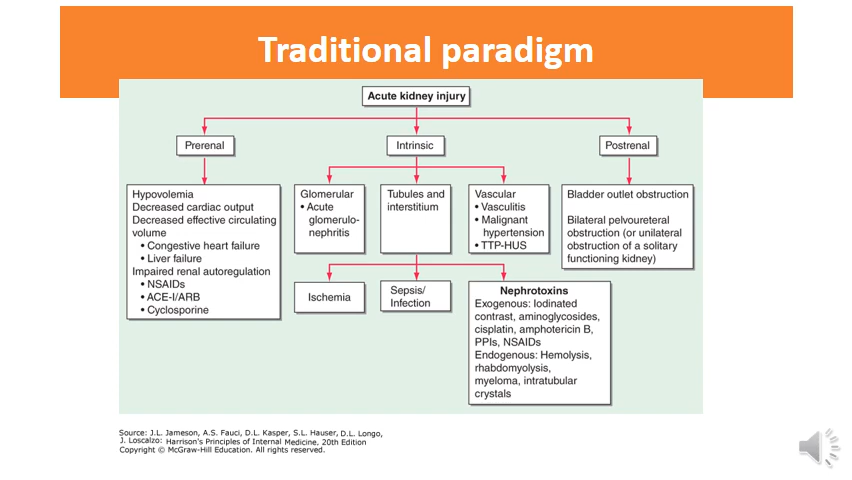 Traditional paradigm
Acute kidney injury
Prerenal
Intrinsic
Postrenal
Hypovolemia
Decreased cardiac output
Decreased effective circulating
volume
• Congestive heart failure
• Liver failure
Impaired renal autoregulation
• NSAIDs
• ACE-I/ARB
• Cyclosporine
Glomerular
• Acute
glomerulo-
nephritis
Tubules and
interstitium
Vascular
• Vasculitis
• Malignant
hypertension
• TTP-HUS
Bladder outlet obstruction
Bilateral pelvoureteral
obstruction (or unilateral
obstruction of a solitary
functioning kidney)
Ischemia
Sepsis/
Infection
Nephrotoxins
Exogenous: Iodinated
contrast, aminoglycosides,
cisplatin, amphotericin B,
PPIs, NSAIDs
Endogenous: Hemolysis,
rhabdomyolysis,
myeloma, intratubular
crystals
Source: J.L. Jameson, A.S. Fauci, D.L. Kasper, S.L. Hauser, D.L. Longo,
J. Loscalzo: Harrison's Principles of Internal Medicine, 20th Edition
Copyright © McGraw-Hill Education. All rights reserved.